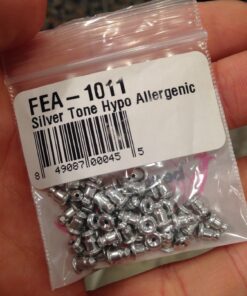 FEA-1011
Silver Tone Hypo Allergenic
8 49087 00045 5